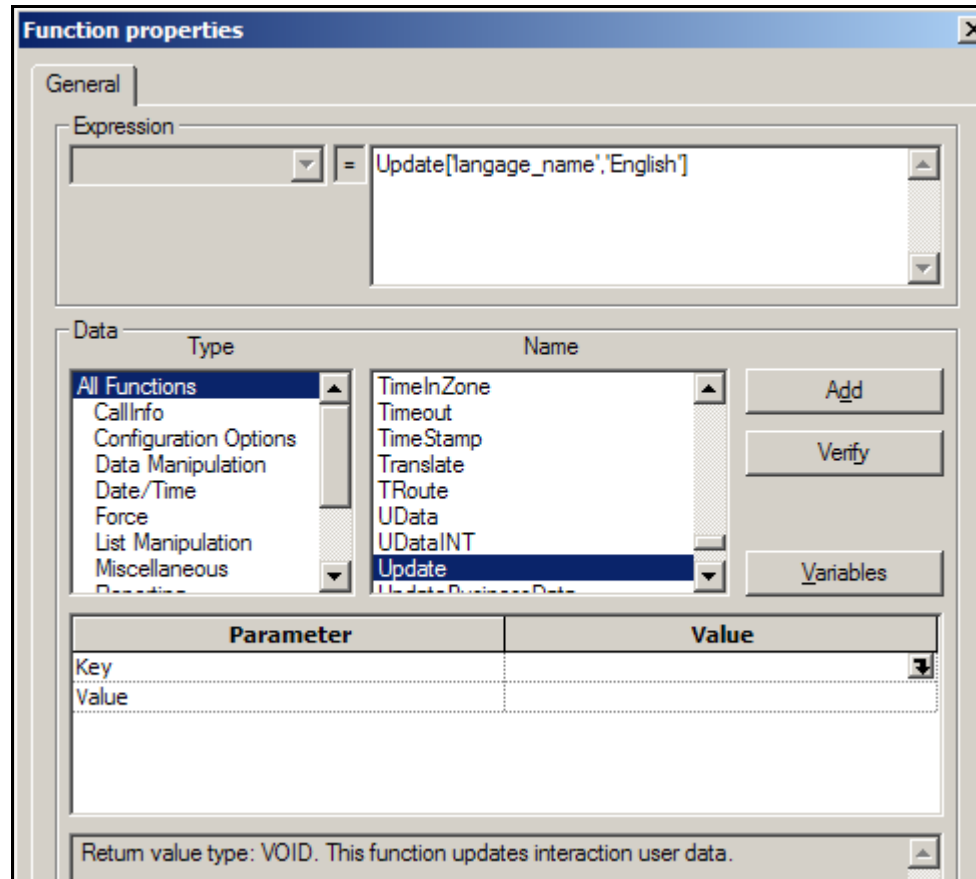 Function properties
General
Expression
= Update['langage_name','English']
Data
Type Name
All Functions
CallInfo
Configuration Options
Data Manipulation
Date/Time
Force
List Manipulation
Miscellaneous
Reporting
TimeInZone
Timeout
TimeStamp
Translate
TRoute
UData
UDataINT
Update
UpdateBusinessData
Add
Verify
Variables
Parameter Value
Key
Value
Return value type: VOID. This function updates interaction user data.